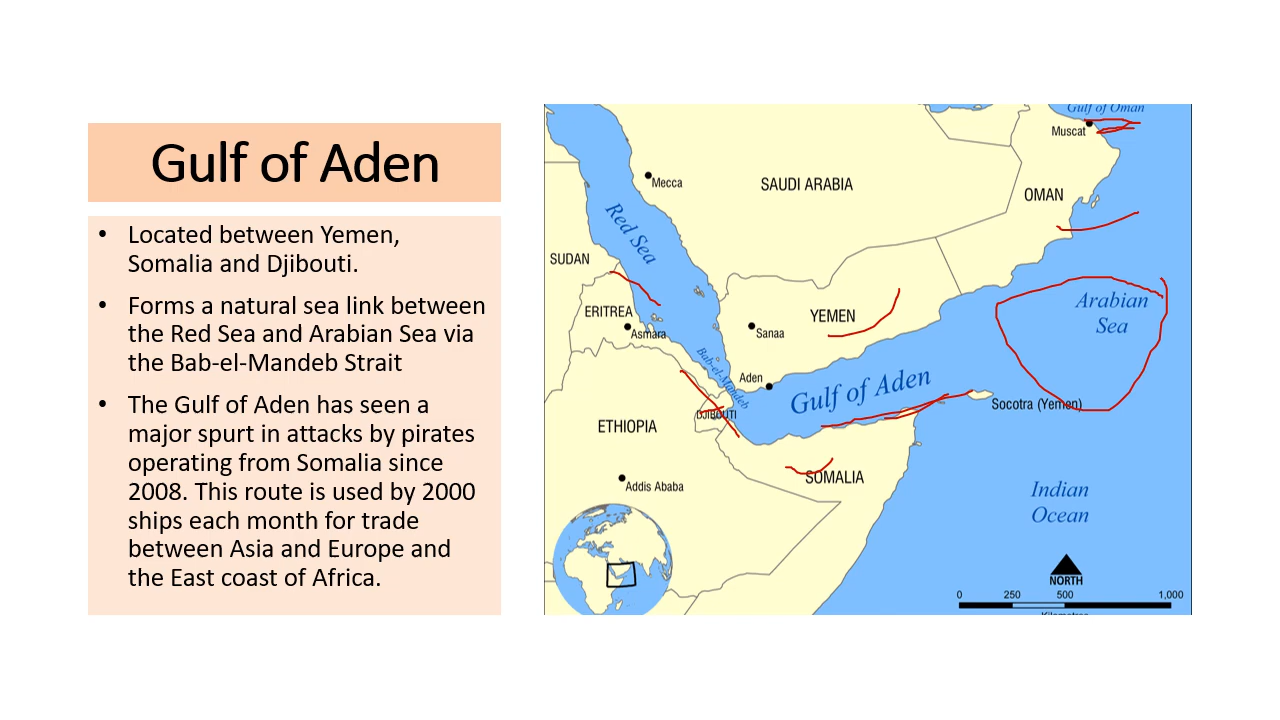 Gulf of Aden
• Located between Yemen,
Somalia and Djibouti.
• Forms a natural sea link between
the Red Sea and Arabian Sea via
the Bab-el-Mandeb Strait
• The Gulf of Aden has seen a
major spurt in attacks by pirates
operating from Somalia since
2008. This route is used by 2000
ships each month for trade
between Asia and Europe and
the East coast of Africa.
Gulf of Oman
Muscat
Mecca
SAUDI ARABIA
OMAN
Red Sea
SUDAN
Arabian
Sea
ERITREA
YEMEN
Asmara
Sanaa
Bab-el-Mandeb
Aden
Gulf of Aden
Socotra (Yemen)
DJIBOUTI
ETHIOPIA
SOMALIA
Addis Ababa
Indian
Ocean
NORTH
0 250 500 1,000